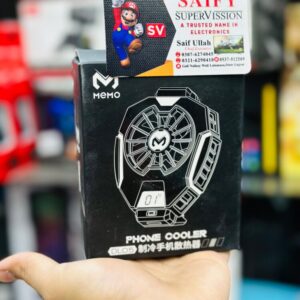 SAIFY
SUPERVISSION
A TRUSTED NAME IN
ELECTRONICS
SV
Saif Ullah
MEMO
01
PHONE COOLER
DL05 制冷手机散热器